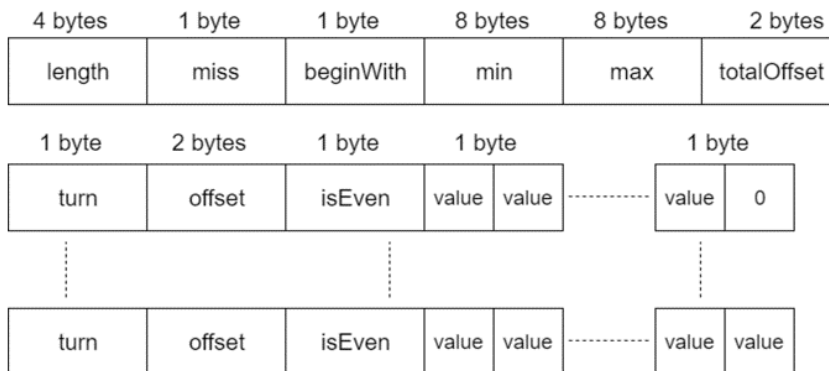 4 bytes 1 byte 1 byte 8 bytes 8 bytes 2 bytes
length miss beginWith min max totalOffset
1 byte 2 bytes 1 byte 1 byte 1 byte
turn offset isEven value value value 0
turn offset isEven value value value value